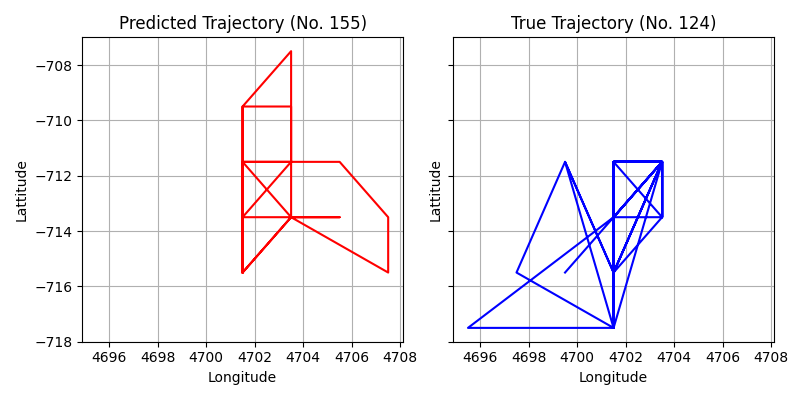 Predicted Trajectory (No. 155)
True Trajectory (No. 124)
−708
−710
−712
−714
−716
−718
Lattitude
Lattitude
4696 4698 4700 4702 4704 4706 4708
4696 4698 4700 4702 4704 4706 4708
Longitude
Longitude